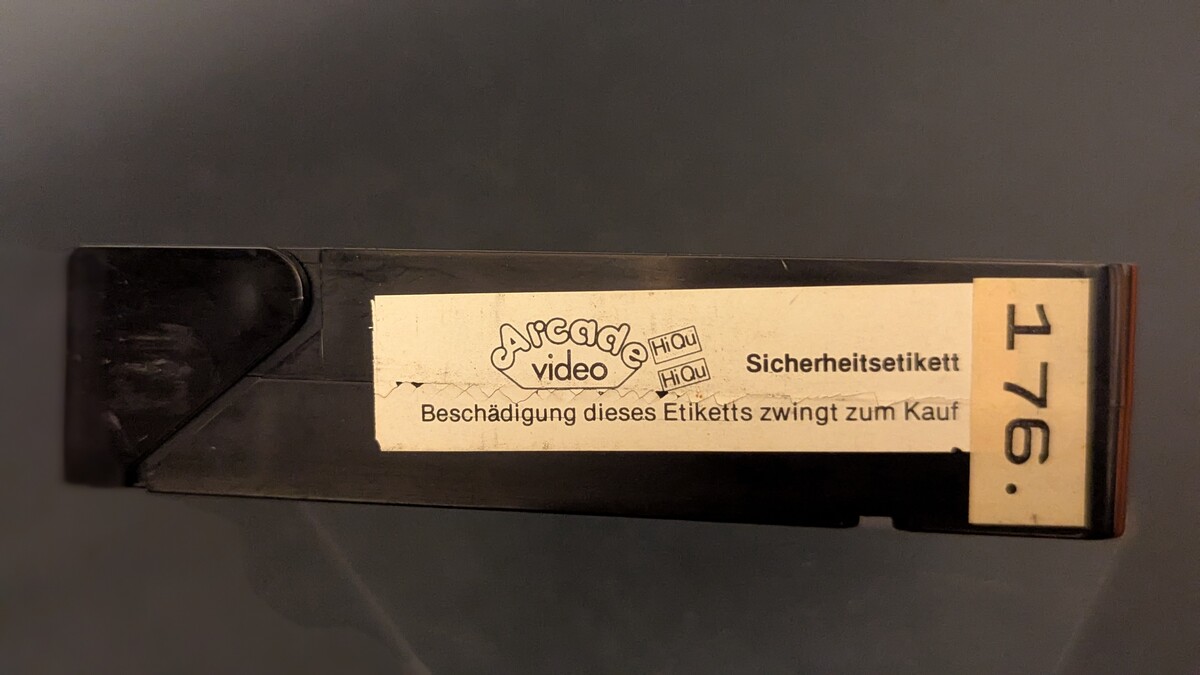 Arcade
video
HiQu
HiQu
Sicherheitsetikett
Beschädigung dieses Etiketts zwingt zum Kauf
176.